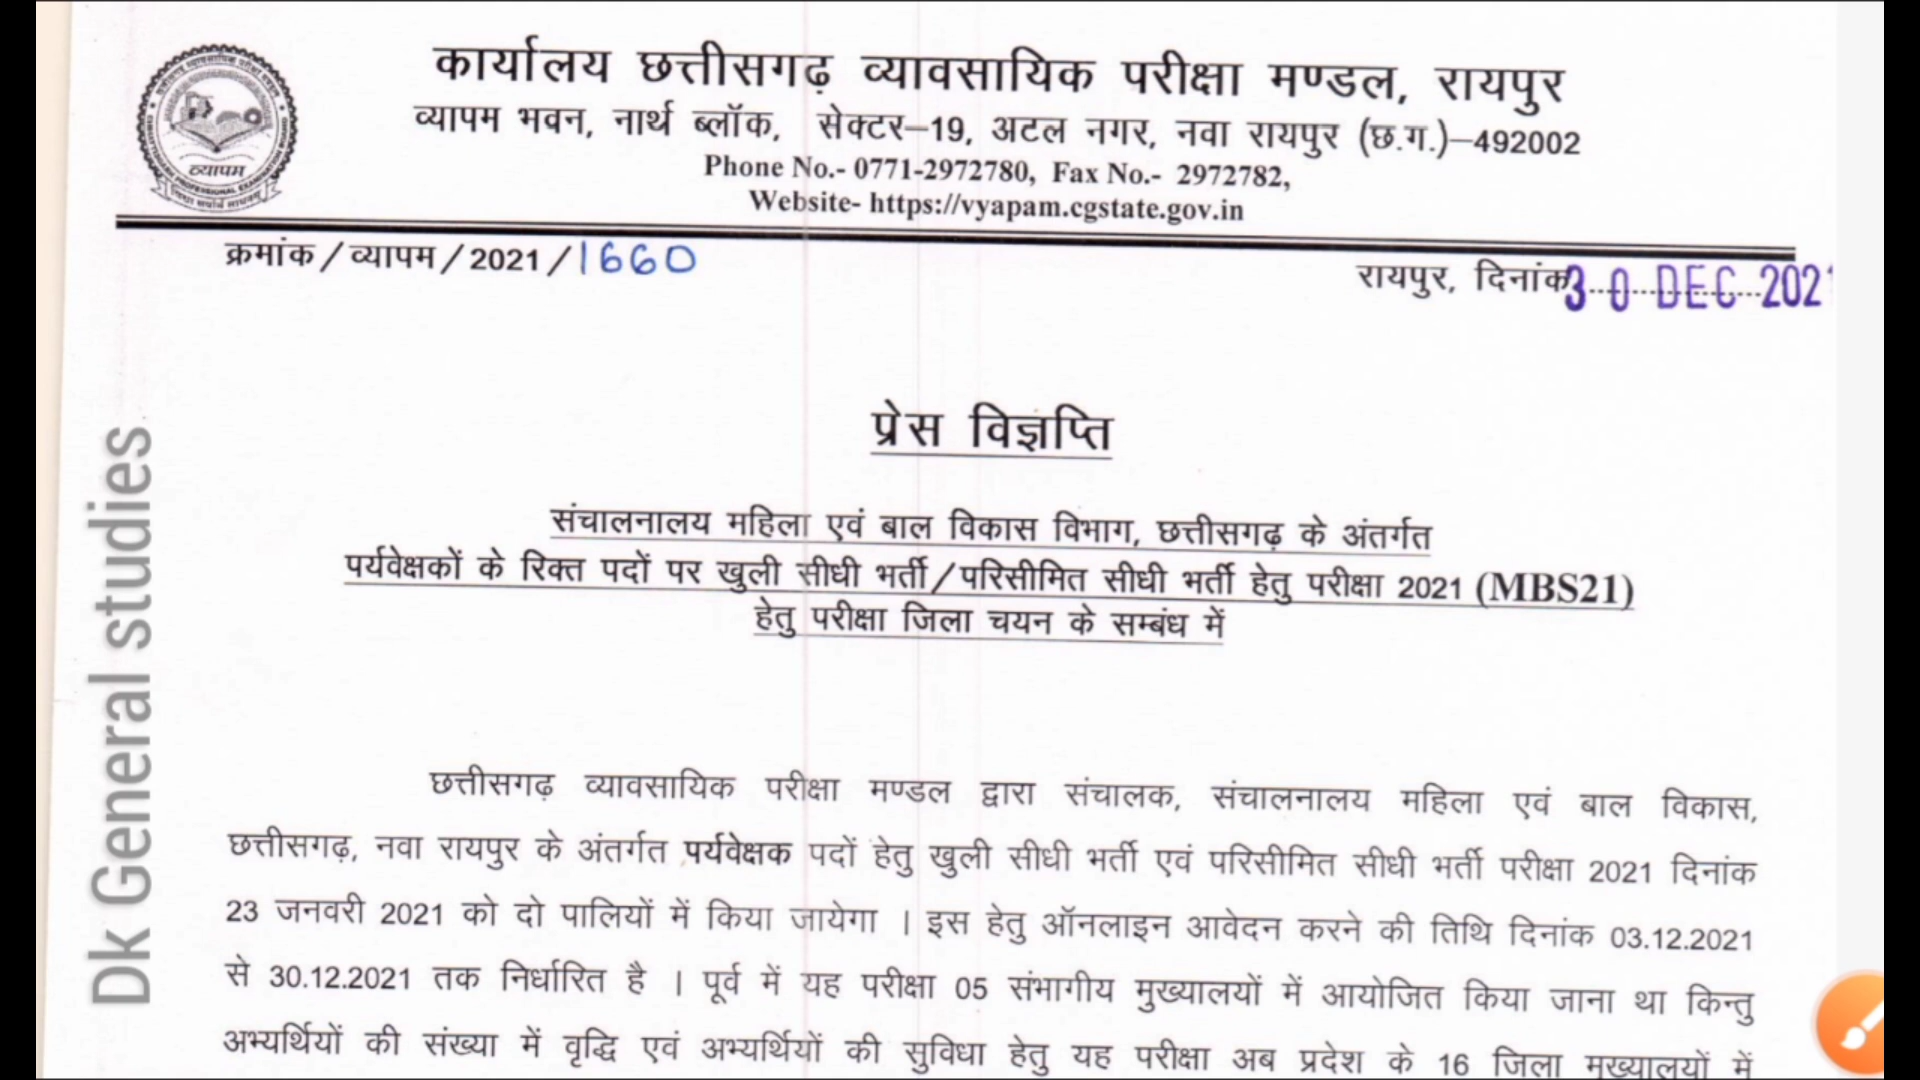 कार्यालय छत्तीसगढ़ व्यावसायिक परीक्षा मण्डल, रायपुर
व्यापम भवन, नार्थ ब्लॉक, सेक्टर–19, अटल नगर, नवा रायपुर (छ.ग.)–492002
Phone No.- 0771-2972780, Fax No.- 2972782,
Website- https://vyapam.cgstate.gov.in
व्यापम
क्रमांक / व्यापम / 2021 / 1660
रायपुर, दिनांक 30 DEC 2021
प्रेस विज्ञप्ति
संचालनालय महिला एवं बाल विकास विभाग, छत्तीसगढ़ के अंतर्गत
पर्यवेक्षकों के रिक्त पदों पर खुली सीधी भर्ती / परिसीमित सीधी भर्ती हेतु परीक्षा 2021 (MBS21)
हेतु परीक्षा जिला चयन के सम्बंध में
छत्तीसगढ़ व्यावसायिक परीक्षा मण्डल द्वारा संचालक, संचालनालय महिला एवं बाल विकास,
छत्तीसगढ़, नवा रायपुर के अंतर्गत पर्यवेक्षक पदों हेतु खुली सीधी भर्ती एवं परिसीमित सीधी भर्ती परीक्षा 2021 दिनांक
23 जनवरी 2021 को दो पालियों में किया जायेगा । इस हेतु ऑनलाइन आवेदन करने की तिथि दिनांक 03.12.2021
से 30.12.2021 तक निर्धारित है । पूर्व में यह परीक्षा 05 संभागीय मुख्यालयों में आयोजित किया जाना था किन्तु
अभ्यर्थियों की संख्या में वृद्धि एवं अभ्यर्थियों की सुविधा हेतु यह परीक्षा अब प्रदेश के 16 जिला मुख्यालयों में
Dk General studies